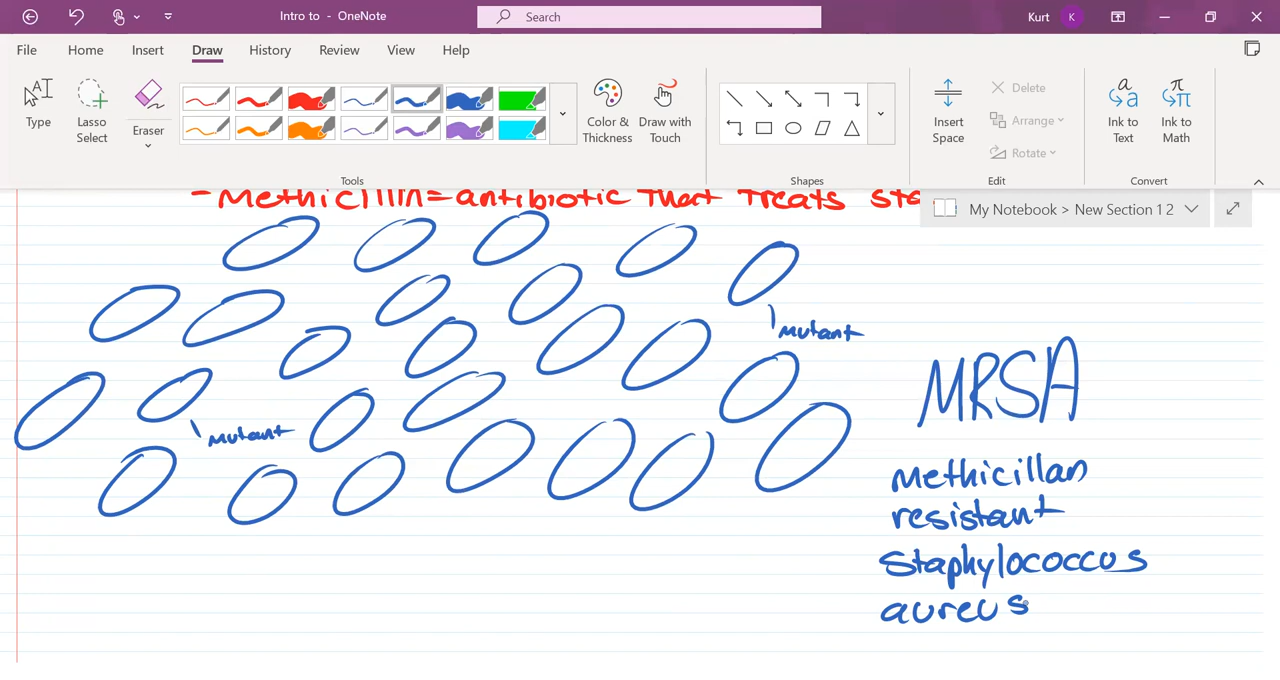 Intro to - OneNote
Search
Kurt
K
File
Home
Insert
Draw
History
Review
View
Help
Type
Lasso Select
Eraser
Color & Thickness
Draw with Touch
Insert Space
Delete
Arrange
Rotate
Ink to Text
Ink to Math
Tools
Shapes
Edit
Convert
My Notebook > New Section 1 2
- Methicillin = antibiotic that treats sta
mutant
mutant
MRSA
methicillan
resistant
staphylococcus
aureus